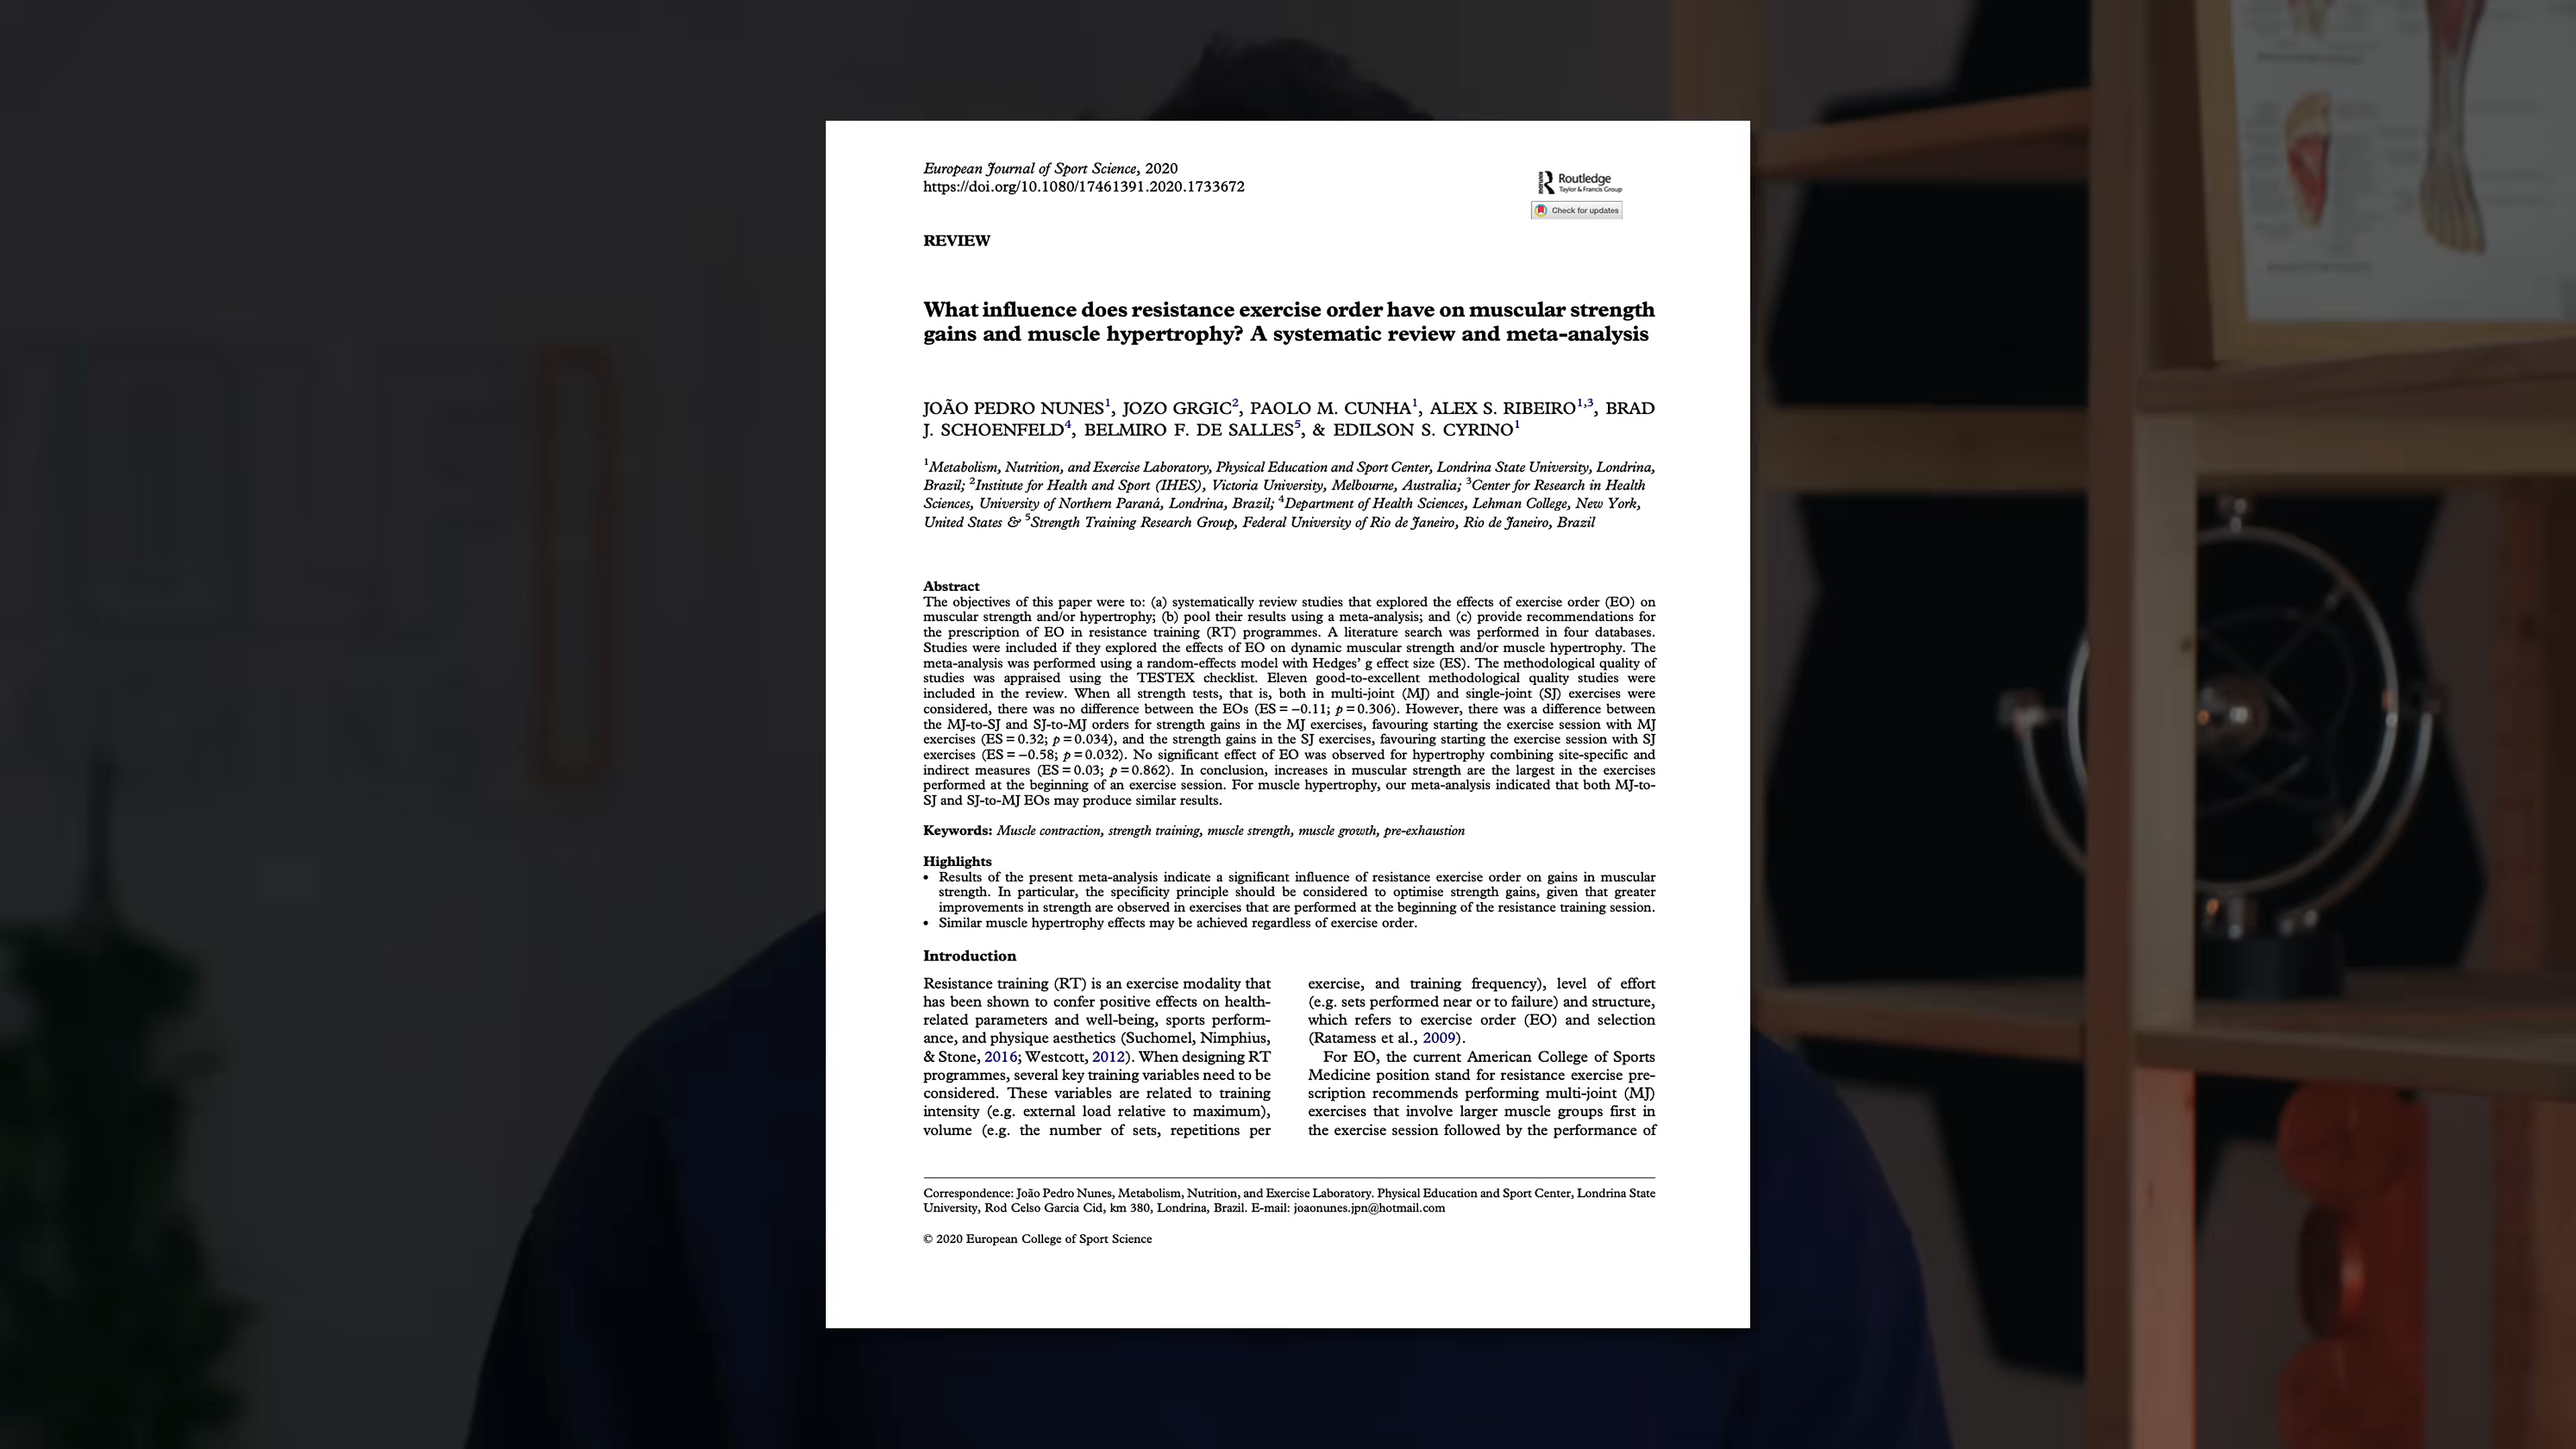 European Journal of Sport Science, 2020
https://doi.org/10.1080/17461391.2020.1733672
Routledge
Taylor & Francis Group
Check for updates
REVIEW
What influence does resistance exercise order have on muscular strength
gains and muscle hypertrophy? A systematic review and meta-analysis
JOÃO PEDRO NUNES1, JOZO GRGIC2, PAOLO M. CUNHA1, ALEX S. RIBEIRO1,3, BRAD
J. SCHOENFELD4, BELMIRO F. DE SALLES5, & EDILSON S. CYRINO1
1Metabolism, Nutrition, and Exercise Laboratory, Physical Education and Sport Center, Londrina State University, Londrina,
Brazil; 2Institute for Health and Sport (IHES), Victoria University, Melbourne, Australia; 3Center for Research in Health
Sciences, University of Northern Paraná, Londrina, Brazil; 4Department of Health Sciences, Lehman College, New York,
United States & 5Strength Training Research Group, Federal University of Rio de Janeiro, Rio de Janeiro, Brazil
Abstract
The objectives of this paper were to: (a) systematically review studies that explored the effects of exercise order (EO) on
muscular strength and/or hypertrophy; (b) pool their results using a meta-analysis; and (c) provide recommendations for
the prescription of EO in resistance training (RT) programmes. A literature search was performed in four databases.
Studies were included if they explored the effects of EO on dynamic muscular strength and/or muscle hypertrophy. The
meta-analysis was performed using a random-effects model with Hedges' g effect size (ES). The methodological quality of
studies was appraised using the TESTEX checklist. Eleven good-to-excellent methodological quality studies were
included in the review. When all strength tests, that is, both in multi-joint (MJ) and single-joint (SJ) exercises were
considered, there was no difference between the EOs (ES = −0.11; p = 0.306). However, there was a difference between
the MJ-to-SJ and SJ-to-MJ orders for strength gains in the MJ exercises, favouring starting the exercise session with MJ
exercises (ES = 0.32; p = 0.034), and the strength gains in the SJ exercises, favouring starting the exercise session with SJ
exercises (ES = −0.58; p = 0.032). No significant effect of EO was observed for hypertrophy combining site-specific and
indirect measures (ES = 0.03; p = 0.862). In conclusion, increases in muscular strength are the largest in the exercises
performed at the beginning of an exercise session. For muscle hypertrophy, our meta-analysis indicated that both MJ-to-
SJ and SJ-to-MJ EOs may produce similar results.
Keywords: Muscle contraction, strength training, muscle strength, muscle growth, pre-exhaustion
Highlights
• Results of the present meta-analysis indicate a significant influence of resistance exercise order on gains in muscular
strength. In particular, the specificity principle should be considered to optimise strength gains, given that greater
improvements in strength are observed in exercises that are performed at the beginning of the resistance training session.
• Similar muscle hypertrophy effects may be achieved regardless of exercise order.
Introduction
Resistance training (RT) is an exercise modality that
has been shown to confer positive effects on health-
related parameters and well-being, sports perform-
ance, and physique aesthetics (Suchomel, Nimphius,
& Stone, 2016; Westcott, 2012). When designing RT
programmes, several key training variables need to be
considered. These variables are related to training
intensity (e.g. external load relative to maximum),
volume (e.g. the number of sets, repetitions per
exercise, and training frequency), level of effort
(e.g. sets performed near or to failure) and structure,
which refers to exercise order (EO) and selection
(Ratamess et al., 2009).
For EO, the current American College of Sports
Medicine position stand for resistance exercise pre-
scription recommends performing multi-joint (MJ)
exercises that involve larger muscle groups first in
the exercise session followed by the performance of
Correspondence: João Pedro Nunes, Metabolism, Nutrition, and Exercise Laboratory. Physical Education and Sport Center, Londrina State
University, Rod Celso Garcia Cid, km 380, Londrina, Brazil. E-mail: joaonunes.jpn@hotmail.com
© 2020 European College of Sport Science